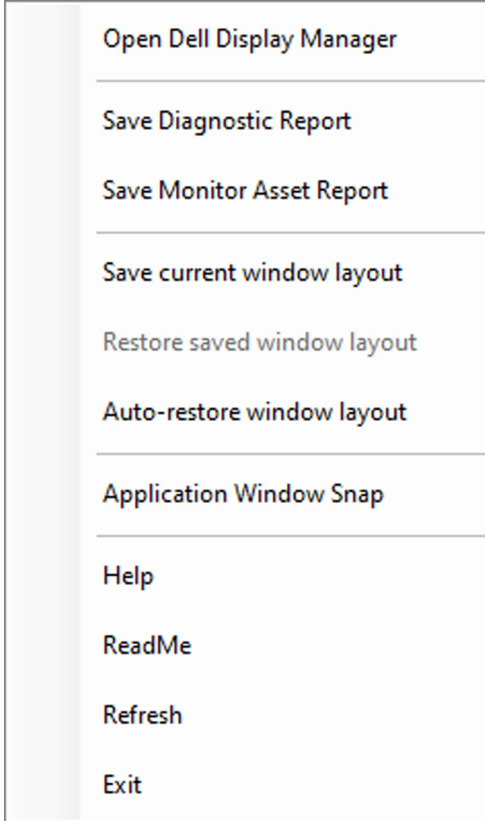 Open Dell Display Manager
Save Diagnostic Report
Save Monitor Asset Report
Save current window layout
Restore saved window layout
Auto-restore window layout
Application Window Snap
Help
ReadMe
Refresh
Exit